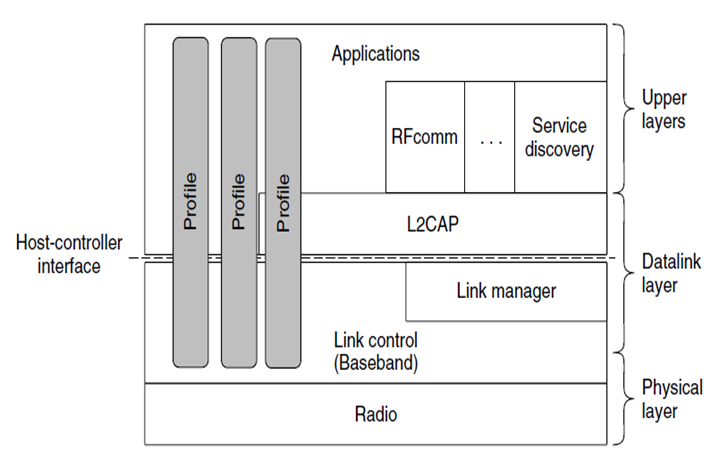 Applications
Upper
layers
RFcomm
. . .
Service
discovery
Profile
Profile
Profile
L2CAP
Host-controller
interface
Datalink
layer
Link manager
Link control
(Baseband)
Physical
layer
Radio